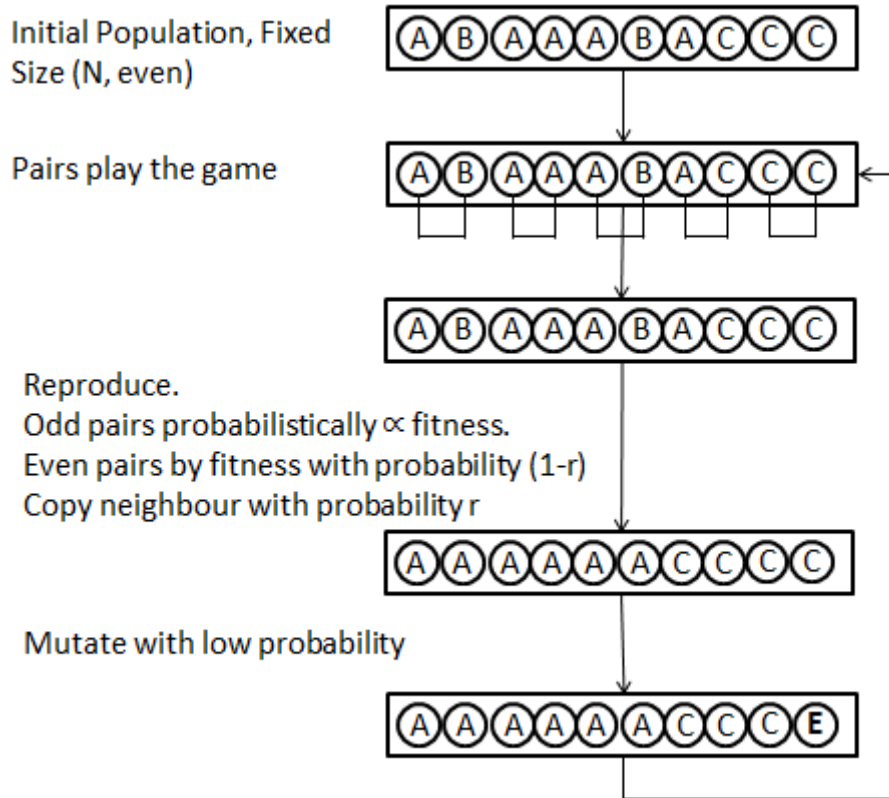 Initial Population, Fixed
Size (N, even)
A B A A A B A C C C
Pairs play the game
A B A A A B A C C C
A B A A A B A C C C
Reproduce.
Odd pairs probabilistically ∝ fitness.
Even pairs by fitness with probability (1-r)
Copy neighbour with probability r
A A A A A A C C C C
Mutate with low probability
A A A A A A C C C E